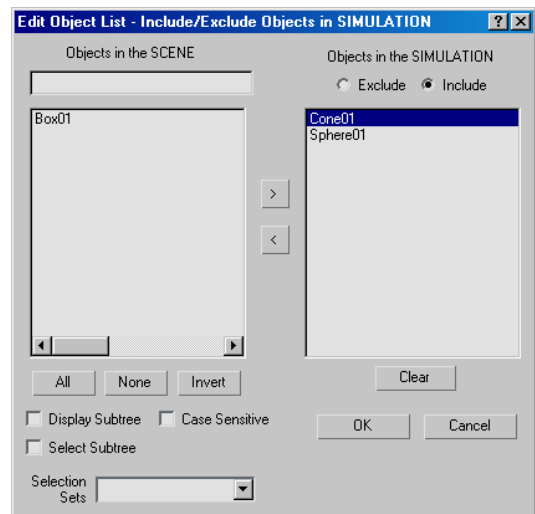 Edit Object List - Include/Exclude Objects in SIMULATION
Objects in the SCENE
Box01
All None Invert
Display Subtree Case Sensitive
Select Subtree
Selection
Sets
>
<
Objects in the SIMULATION
Exclude Include
Cone01
Sphere01
Clear
OK Cancel